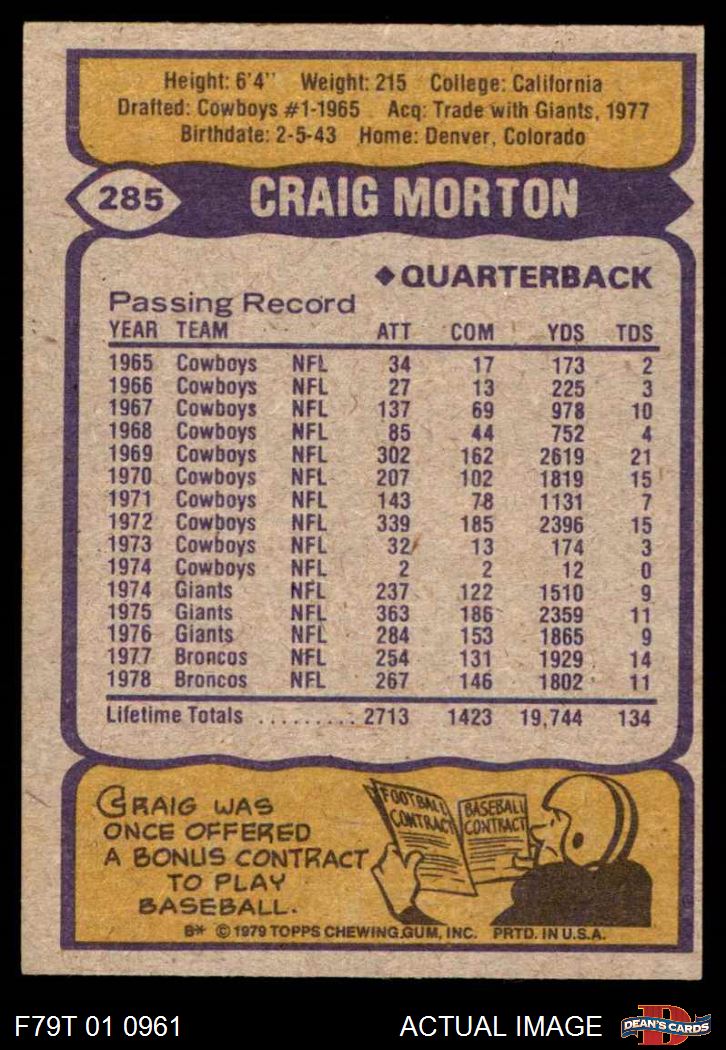 Height: 6'4" Weight: 215 College: California
Drafted: Cowboys #1-1965 Acq: Trade with Giants, 1977
Birthdate: 2-5-43 Home: Denver, Colorado
285 CRAIG MORTON
◆QUARTERBACK
Passing Record
YEAR TEAM ATT COM YDS TDS
1965 Cowboys NFL 34 17 173 2
1966 Cowboys NFL 27 13 225 3
1967 Cowboys NFL 137 69 978 10
1968 Cowboys NFL 85 44 752 4
1969 Cowboys NFL 302 162 2619 21
1970 Cowboys NFL 207 102 1819 15
1971 Cowboys NFL 143 78 1131 7
1972 Cowboys NFL 339 185 2396 15
1973 Cowboys NFL 32 13 174 3
1974 Cowboys NFL 2 2 12 0
1974 Giants NFL 237 122 1510 9
1975 Giants NFL 363 186 2359 11
1976 Giants NFL 284 153 1865 9
1977 Broncos NFL 254 131 1929 14
1978 Broncos NFL 267 146 1802 11
Lifetime Totals .......... 2713 1423 19,744 134
CRAIG WAS
ONCE OFFERED
A BONUS CONTRACT
TO PLAY
BASEBALL.
FOOTBALL
CONTRACT
BASEBALL
CONTRACT
B* © 1979 TOPPS CHEWING GUM, INC. PRTD. IN U.S.A.
F79T 01 0961 ACTUAL IMAGE
D
DEAN'S CARDS